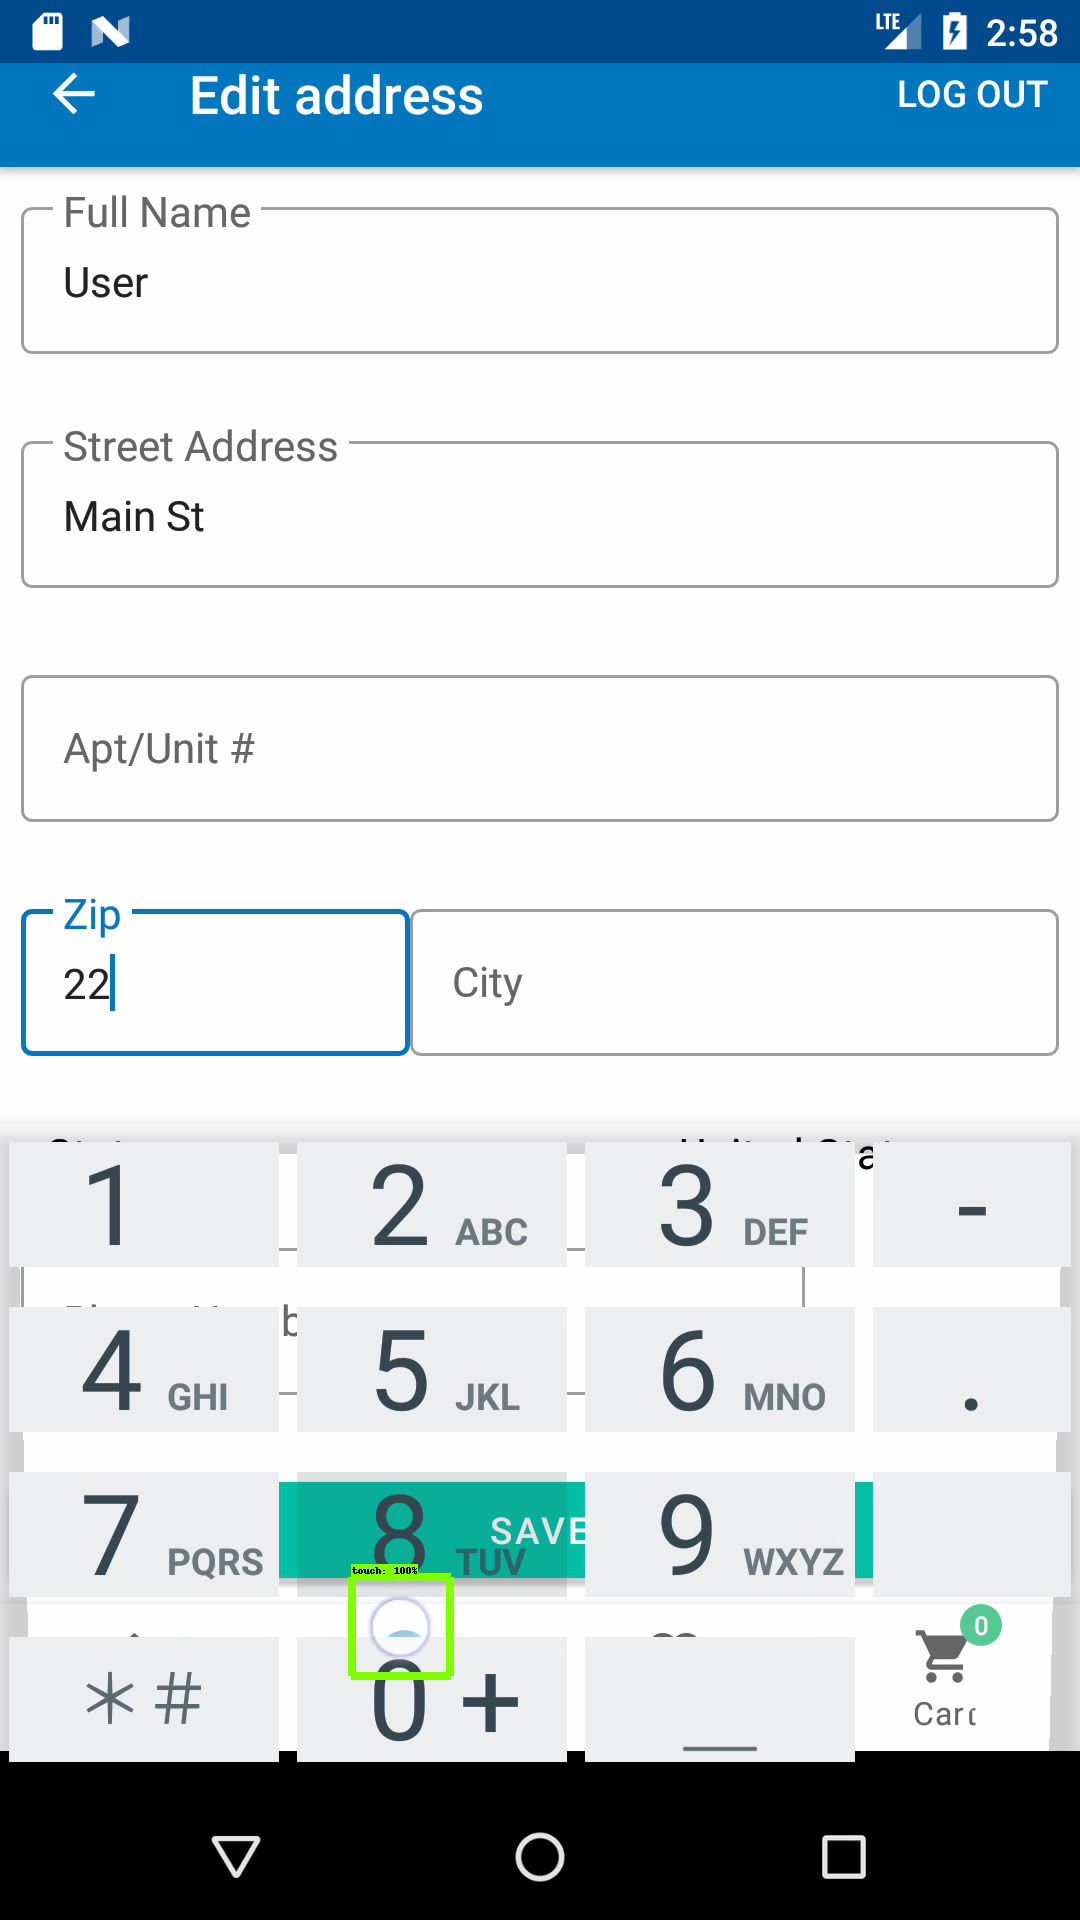 LTE 2:58
Edit address LOG OUT
Full Name
User
Street Address
Main St
Apt/Unit #
Zip
22
City
1 2 ABC 3 DEF -
4 GHI 5 JKL 6 MNO .
7 PQRS 8 TUV 9 WXYZ
SAVE
touch: 100%
0
* # 0 +